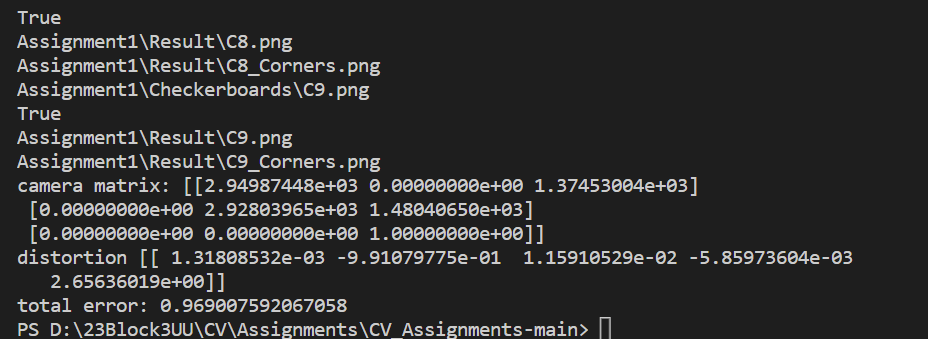 True
Assignment1\Result\C8.png
Assignment1\Result\C8_Corners.png
Assignment1\Checkerboards\C9.png
True
Assignment1\Result\C9.png
Assignment1\Result\C9_Corners.png
camera matrix: [[2.94987448e+03 0.00000000e+00 1.37453004e+03]
 [0.00000000e+00 2.92803965e+03 1.48040650e+03]
 [0.00000000e+00 0.00000000e+00 1.00000000e+00]]
distortion [[ 1.31808532e-03 -9.91079775e-01  1.15910529e-02 -5.85973604e-03
   2.65636019e+00]]
total error: 0.969007592067058
PS D:\23Block3UU\CV\Assignments\CV_Assignments-main>